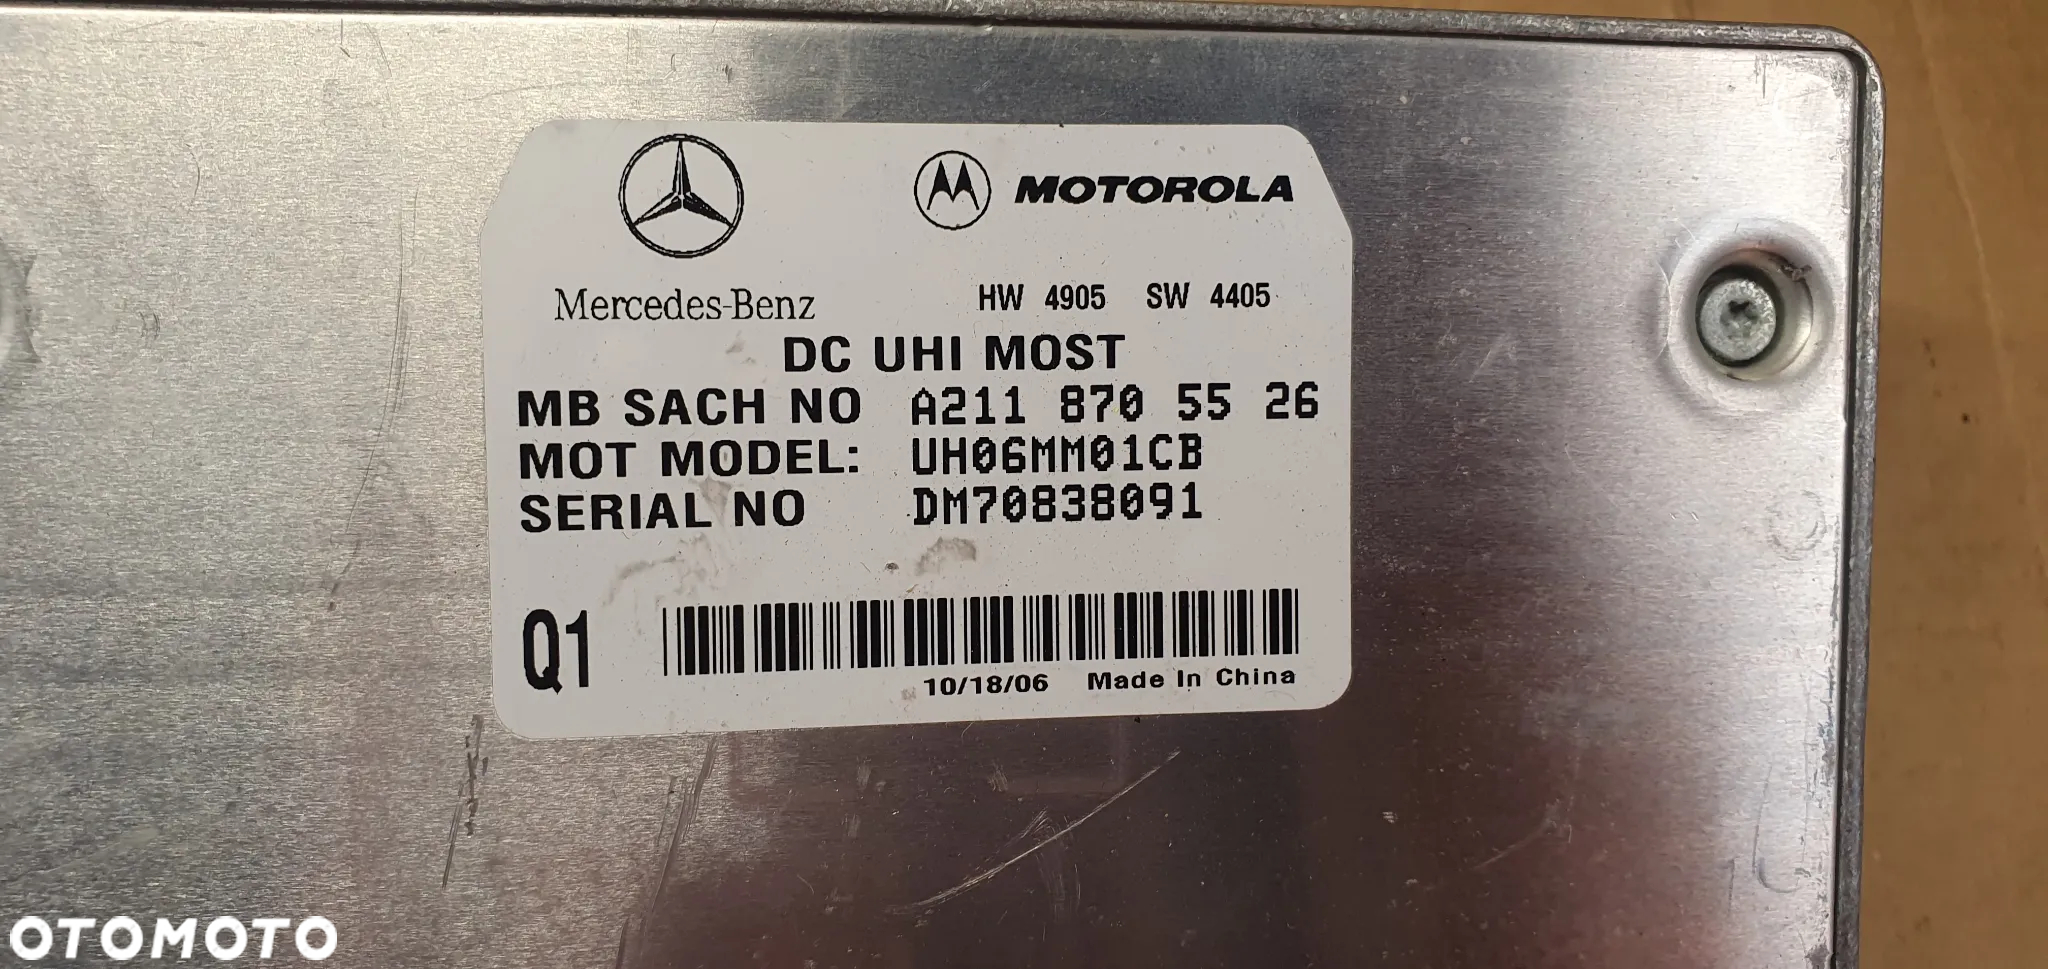 MOTOROLA
Mercedes-Benz
HW 4905 SW 4405
DC UHI MOST
MB SACH NO A211 870 55 26
MOT MODEL: UH06MM01CB
SERIAL NO DM70838091
Q1
10/18/06 Made In China
OTOMOTO